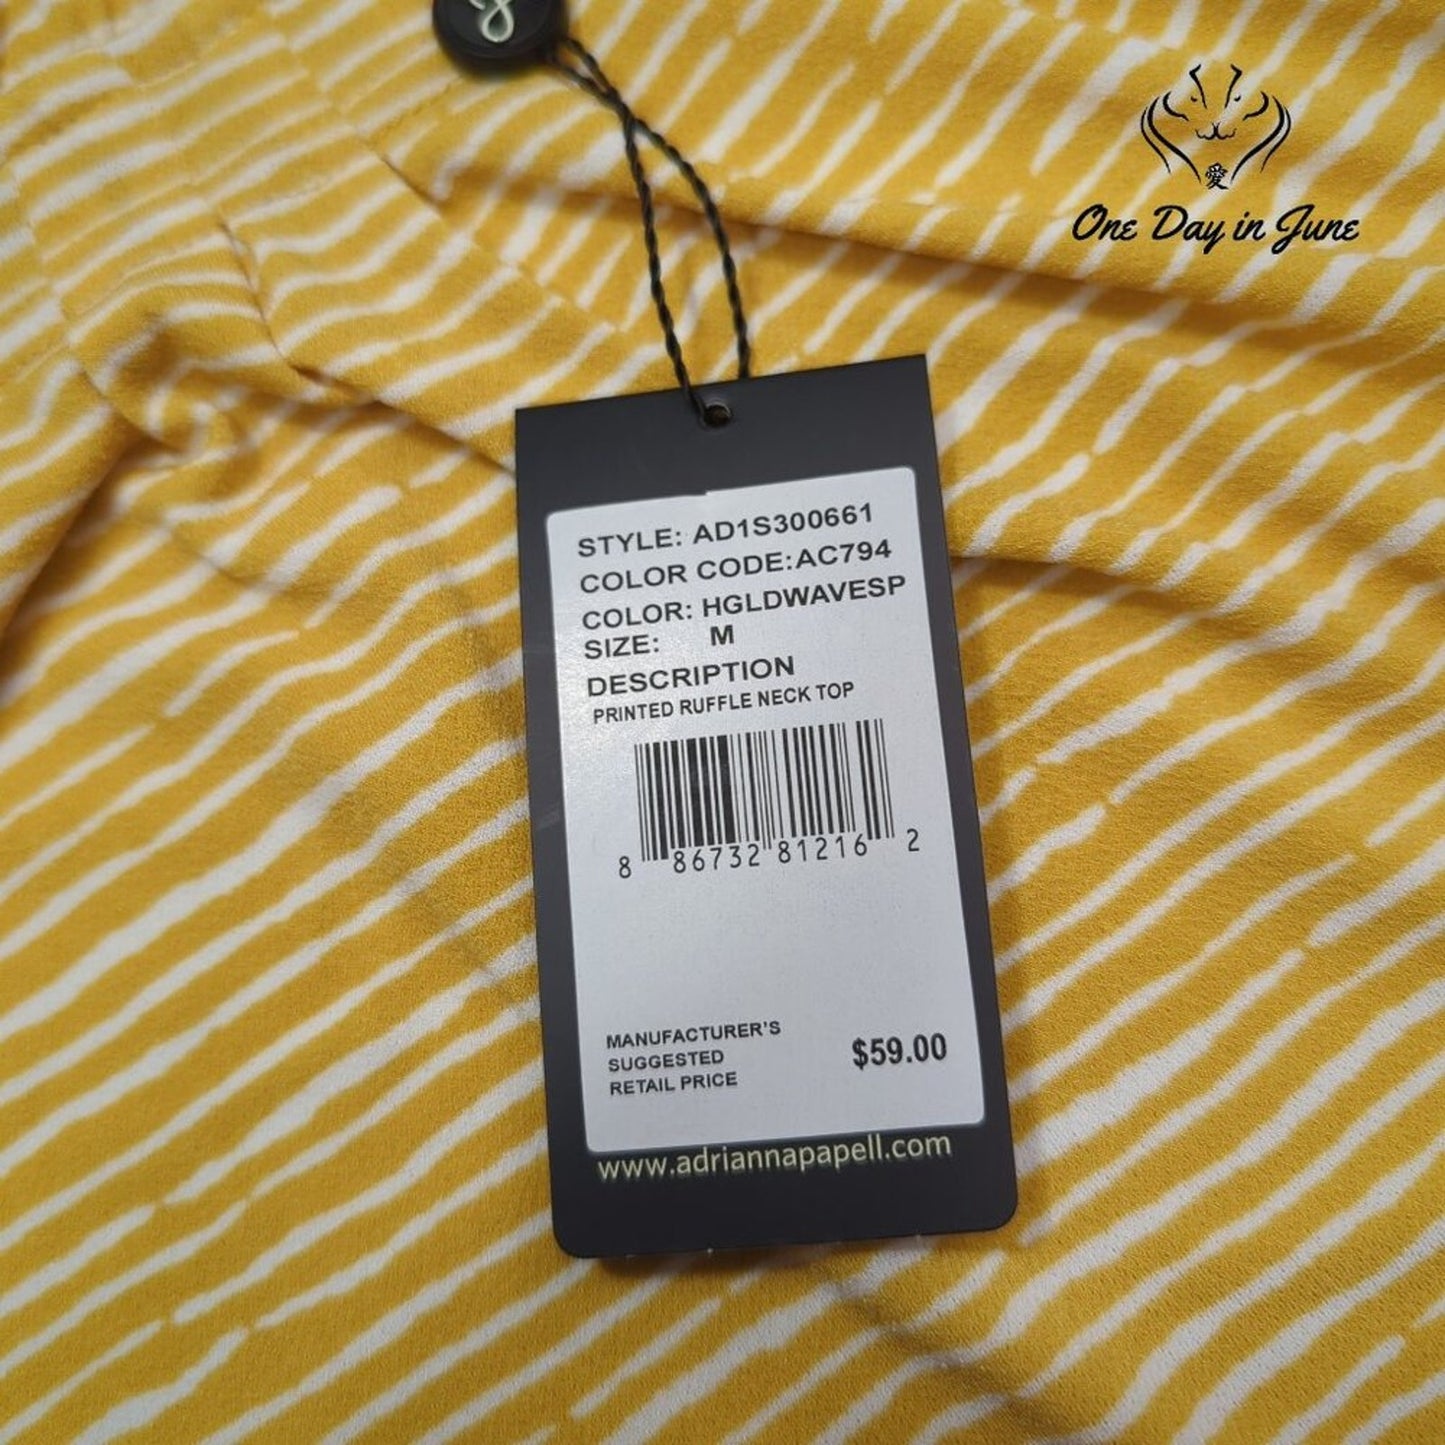 愛
One Day in June
STYLE: AD1S300661
COLOR CODE:AC794
COLOR: HGLDWAVESP
SIZE: M
DESCRIPTION
PRINTED RUFFLE NECK TOP
8 86732 81216 2
MANUFACTURER'S
SUGGESTED
RETAIL PRICE
$59.00
www.adriannapapell.com